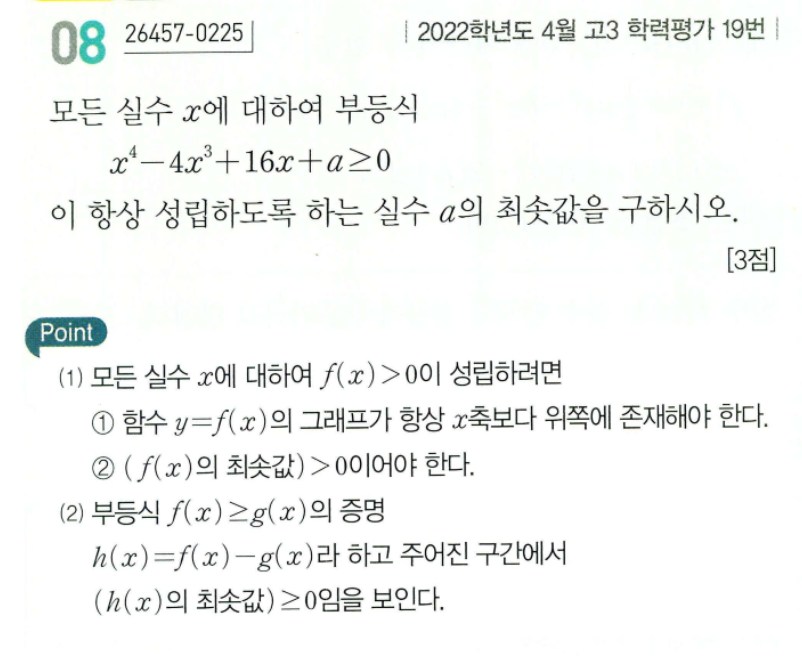 08 26457-0225 | 2022학년도 4월 고3 학력평가 19번 |
모든 실수 x에 대하여 부등식
x⁴-4x³+16x+a≥0
이 항상 성립하도록 하는 실수 a의 최솟값을 구하시오.
[3점]
Point
(1) 모든 실수 x에 대하여 f(x)>0이 성립하려면
① 함수 y=f(x)의 그래프가 항상 x축보다 위쪽에 존재해야 한다.
② (f(x)의 최솟값)>0이어야 한다.
(2) 부등식 f(x)≥g(x)의 증명
h(x)=f(x)-g(x)라 하고 주어진 구간에서
(h(x)의 최솟값)≥0임을 보인다.